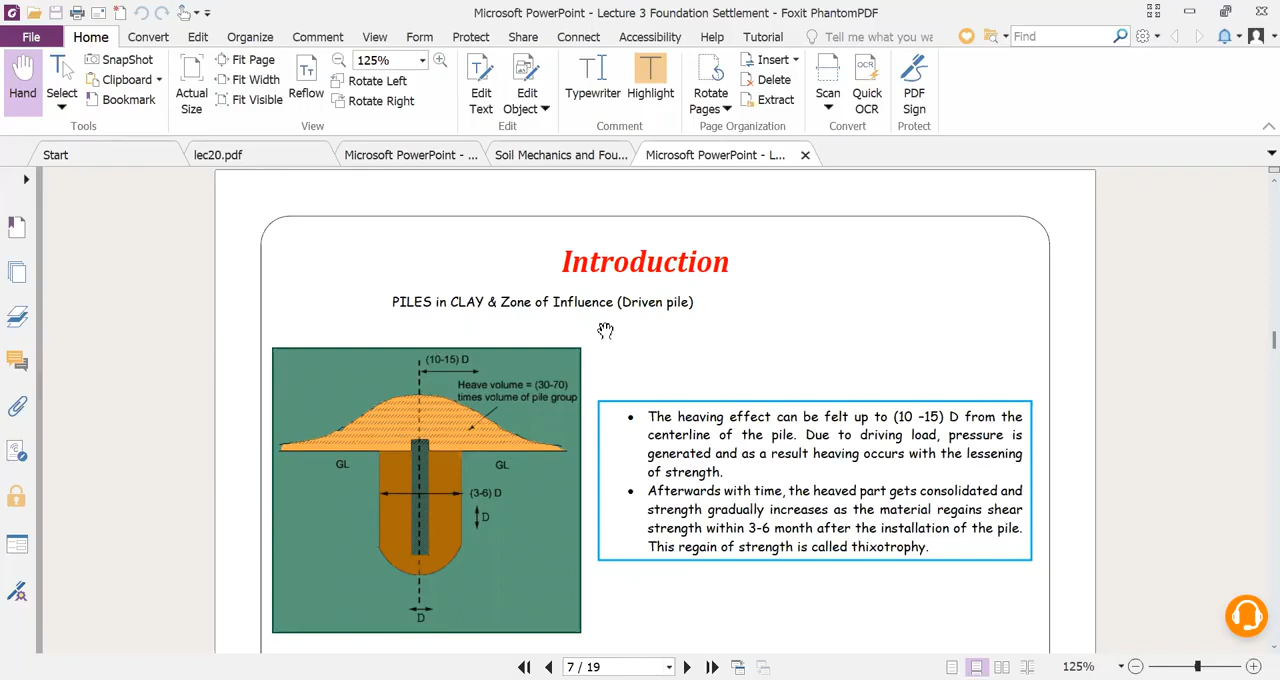 Microsoft PowerPoint - Lecture 3 Foundation Settlement - Foxit PhantomPDF
File Home Convert Edit Organize Comment View Form Protect Share Connect Accessibility Help Tutorial Tell me what you wa Find
Hand
Select
SnapShot
Clipboard
Bookmark
Tools
Actual
Size
Fit Page
Fit Width
Fit Visible
Reflow
125%
Rotate Left
Rotate Right
View
Edit
Text
Edit
Object
Edit
Typewriter
Highlight
Comment
Rotate
Pages
Insert
Delete
Extract
Page Organization
Scan
Quick
OCR
OCR
Convert
PDF
Sign
Protect
Start lec20.pdf Microsoft PowerPoint - ... Soil Mechanics and Fou... Microsoft PowerPoint - L...
Introduction
PILES in CLAY & Zone of Influence (Driven pile)
(10-15) D
Heave volume = (30-70)
times volume of pile group
GL
GL
(3-6) D
D
D
• The heaving effect can be felt up to (10 –15) D from the
centerline of the pile. Due to driving load, pressure is
generated and as a result heaving occurs with the lessening
of strength.
• Afterwards with time, the heaved part gets consolidated and
strength gradually increases as the material regains shear
strength within 3-6 month after the installation of the pile.
This regain of strength is called thixotrophy.
7 / 19
125%